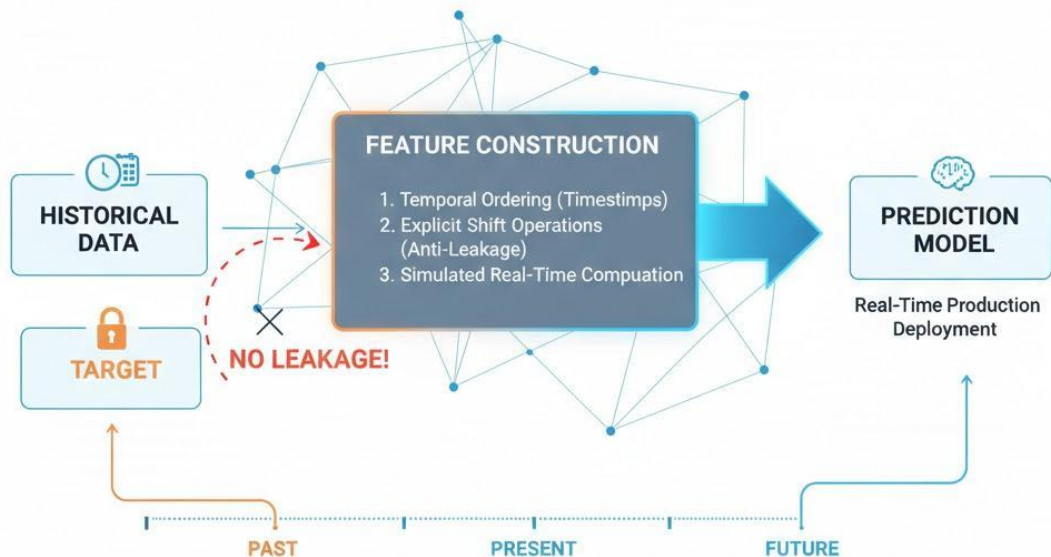 FEATURE CONSTRUCTION
1. Temporal Ordering (Timestimps)
2. Explicit Shift Operations
(Anti-Leakage)
3. Simulated Real-Time Compuation
HISTORICAL
DATA
TARGET
NO LEAKAGE!
PREDICTION
MODEL
Real-Time Production
Deployment
PAST
PRESENT
FUTURE